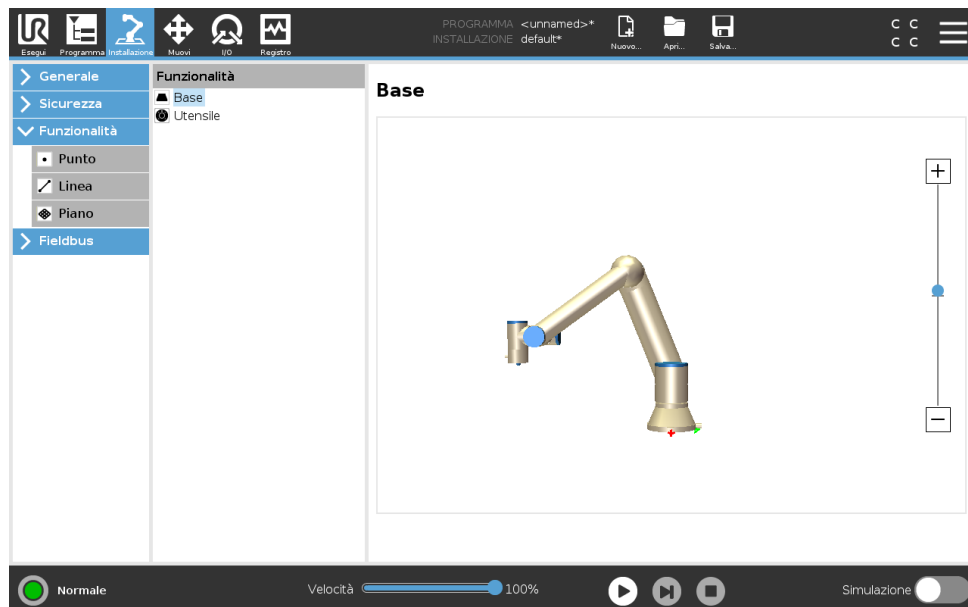 PROGRAMMA <unnamed>*
INSTALLAZIONE default*
C C
C C
UR
Esegui Programma Installazione Muovi I/O Registro Nuovo... Apri... Salva...
Generale
Sicurezza
Funzionalità
Punto
Linea
Piano
Fieldbus
Funzionalità
Base
Utensile
Base
+
−
Normale
Velocità 100%
Simulazione